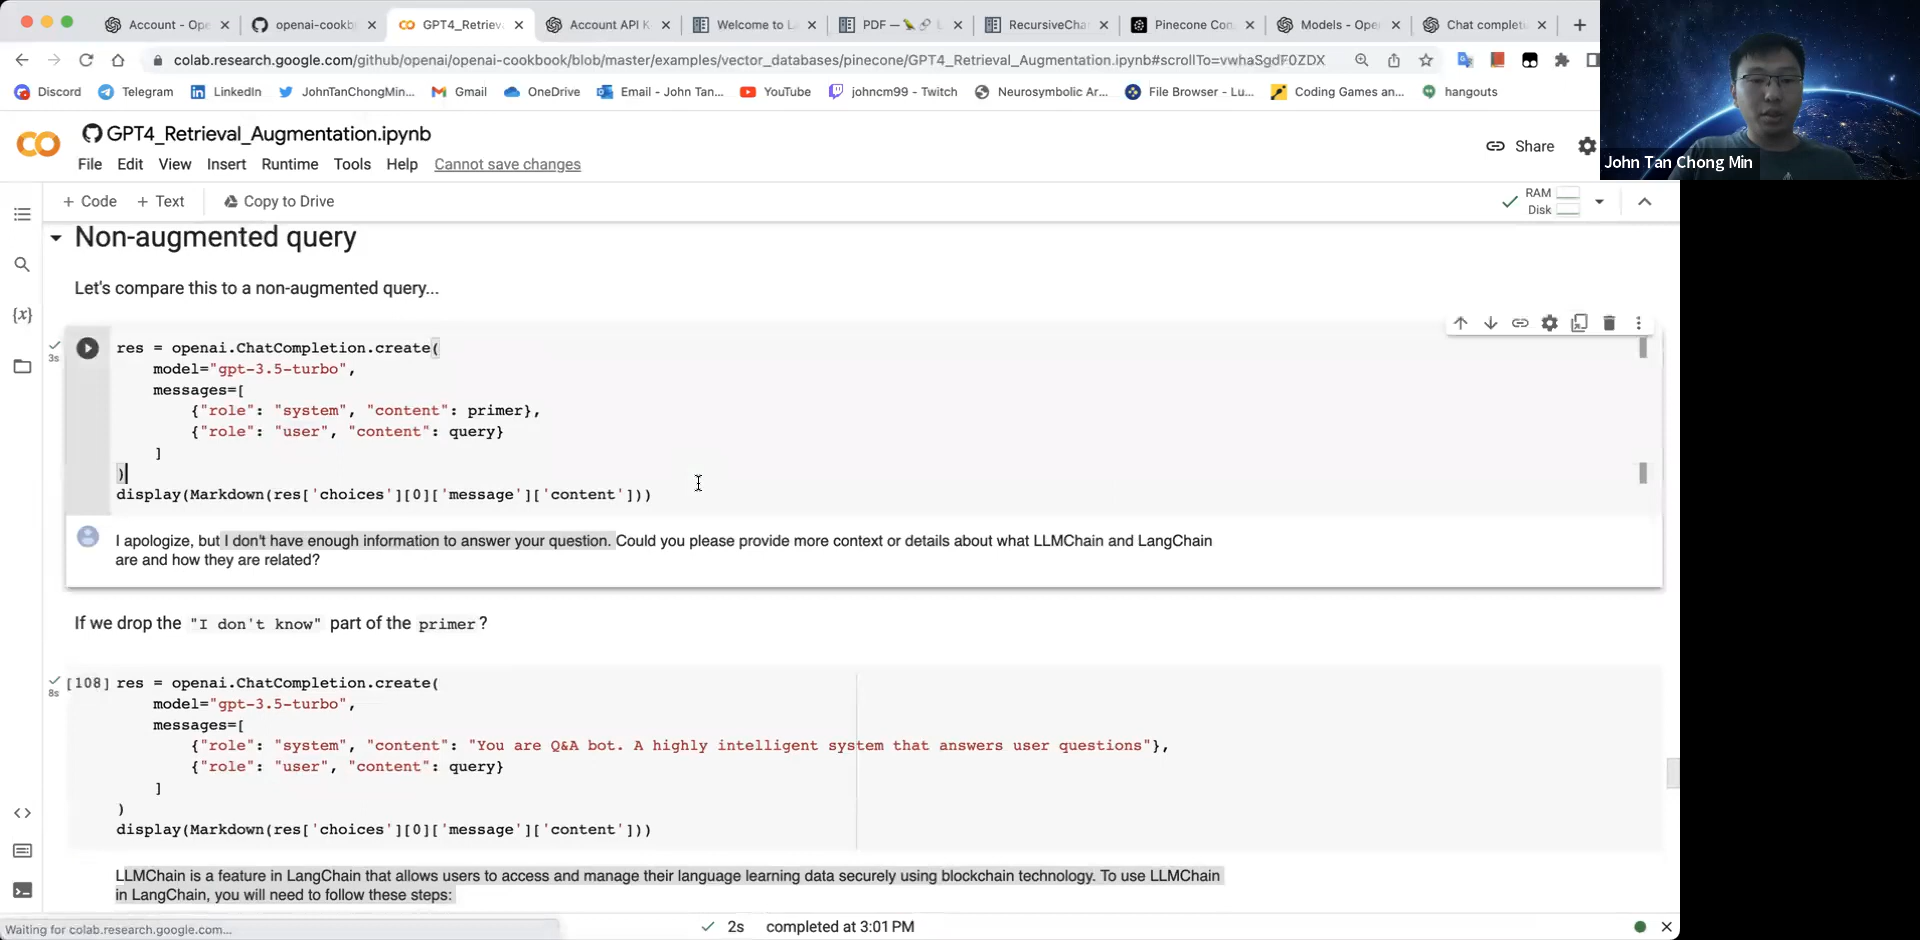 Account - Ope
openai-cookb
GPT4_Retrieva
Account API K
Welcome to L
PDF —
RecursiveCha
Pinecone Con
Models - Ope
Chat complet
colab.research.google.com/github/openai/openai-cookbook/blob/master/examples/vector_databases/pinecone/GPT4_Retrieval_Augmentation.ipynb#scrollTo=vwhaSgdF0ZDX
Discord
Telegram
LinkedIn
JohnTanChongMin...
Gmail
OneDrive
Email - John Tan...
YouTube
johncm99 - Twitch
Neurosymbolic Ar...
File Browser - Lu...
Coding Games an...
hangouts
GPT4_Retrieval_Augmentation.ipynb
Share
John Tan Chong Min
File Edit View Insert Runtime Tools Help Cannot save changes
+ Code + Text Copy to Drive
RAM
Disk
Non-augmented query
Let's compare this to a non-augmented query...
3s
res = openai.ChatCompletion.create(
model="gpt-3.5-turbo",
messages=[
{"role": "system", "content": primer},
{"role": "user", "content": query}
]
)
display(Markdown(res['choices'][0]['message']['content']))
I apologize, but I don't have enough information to answer your question. Could you please provide more context or details about what LLMChain and LangChain
are and how they are related?
If we drop the "I don't know" part of the primer?
8s
[108] res = openai.ChatCompletion.create(
model="gpt-3.5-turbo",
messages=[
{"role": "system", "content": "You are Q&A bot. A highly intelligent system that answers user questions"},
{"role": "user", "content": query}
]
)
display(Markdown(res['choices'][0]['message']['content']))
LLMChain is a feature in LangChain that allows users to access and manage their language learning data securely using blockchain technology. To use LLMChain
in LangChain, you will need to follow these steps:
Waiting for colab.research.google.com...
2s completed at 3:01 PM